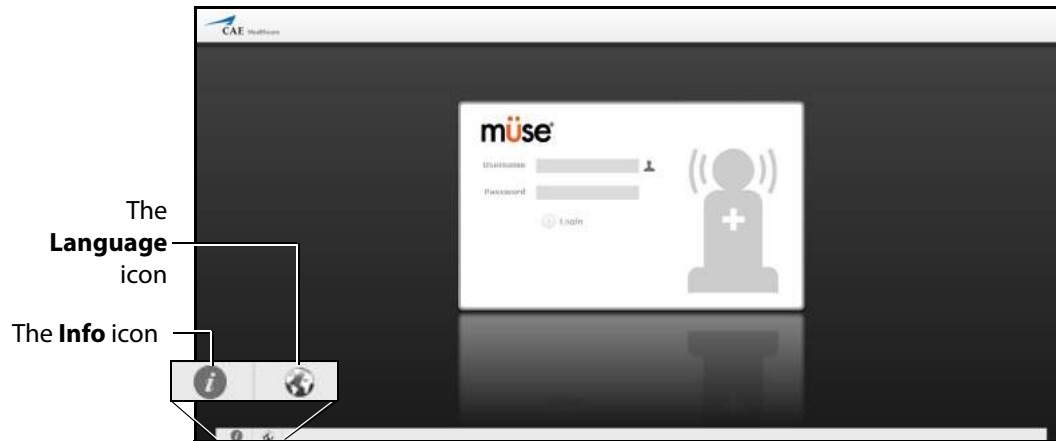 CAE Healthcare
müse®
Username
Password
Login
The
Language
icon
The Info icon
i
i